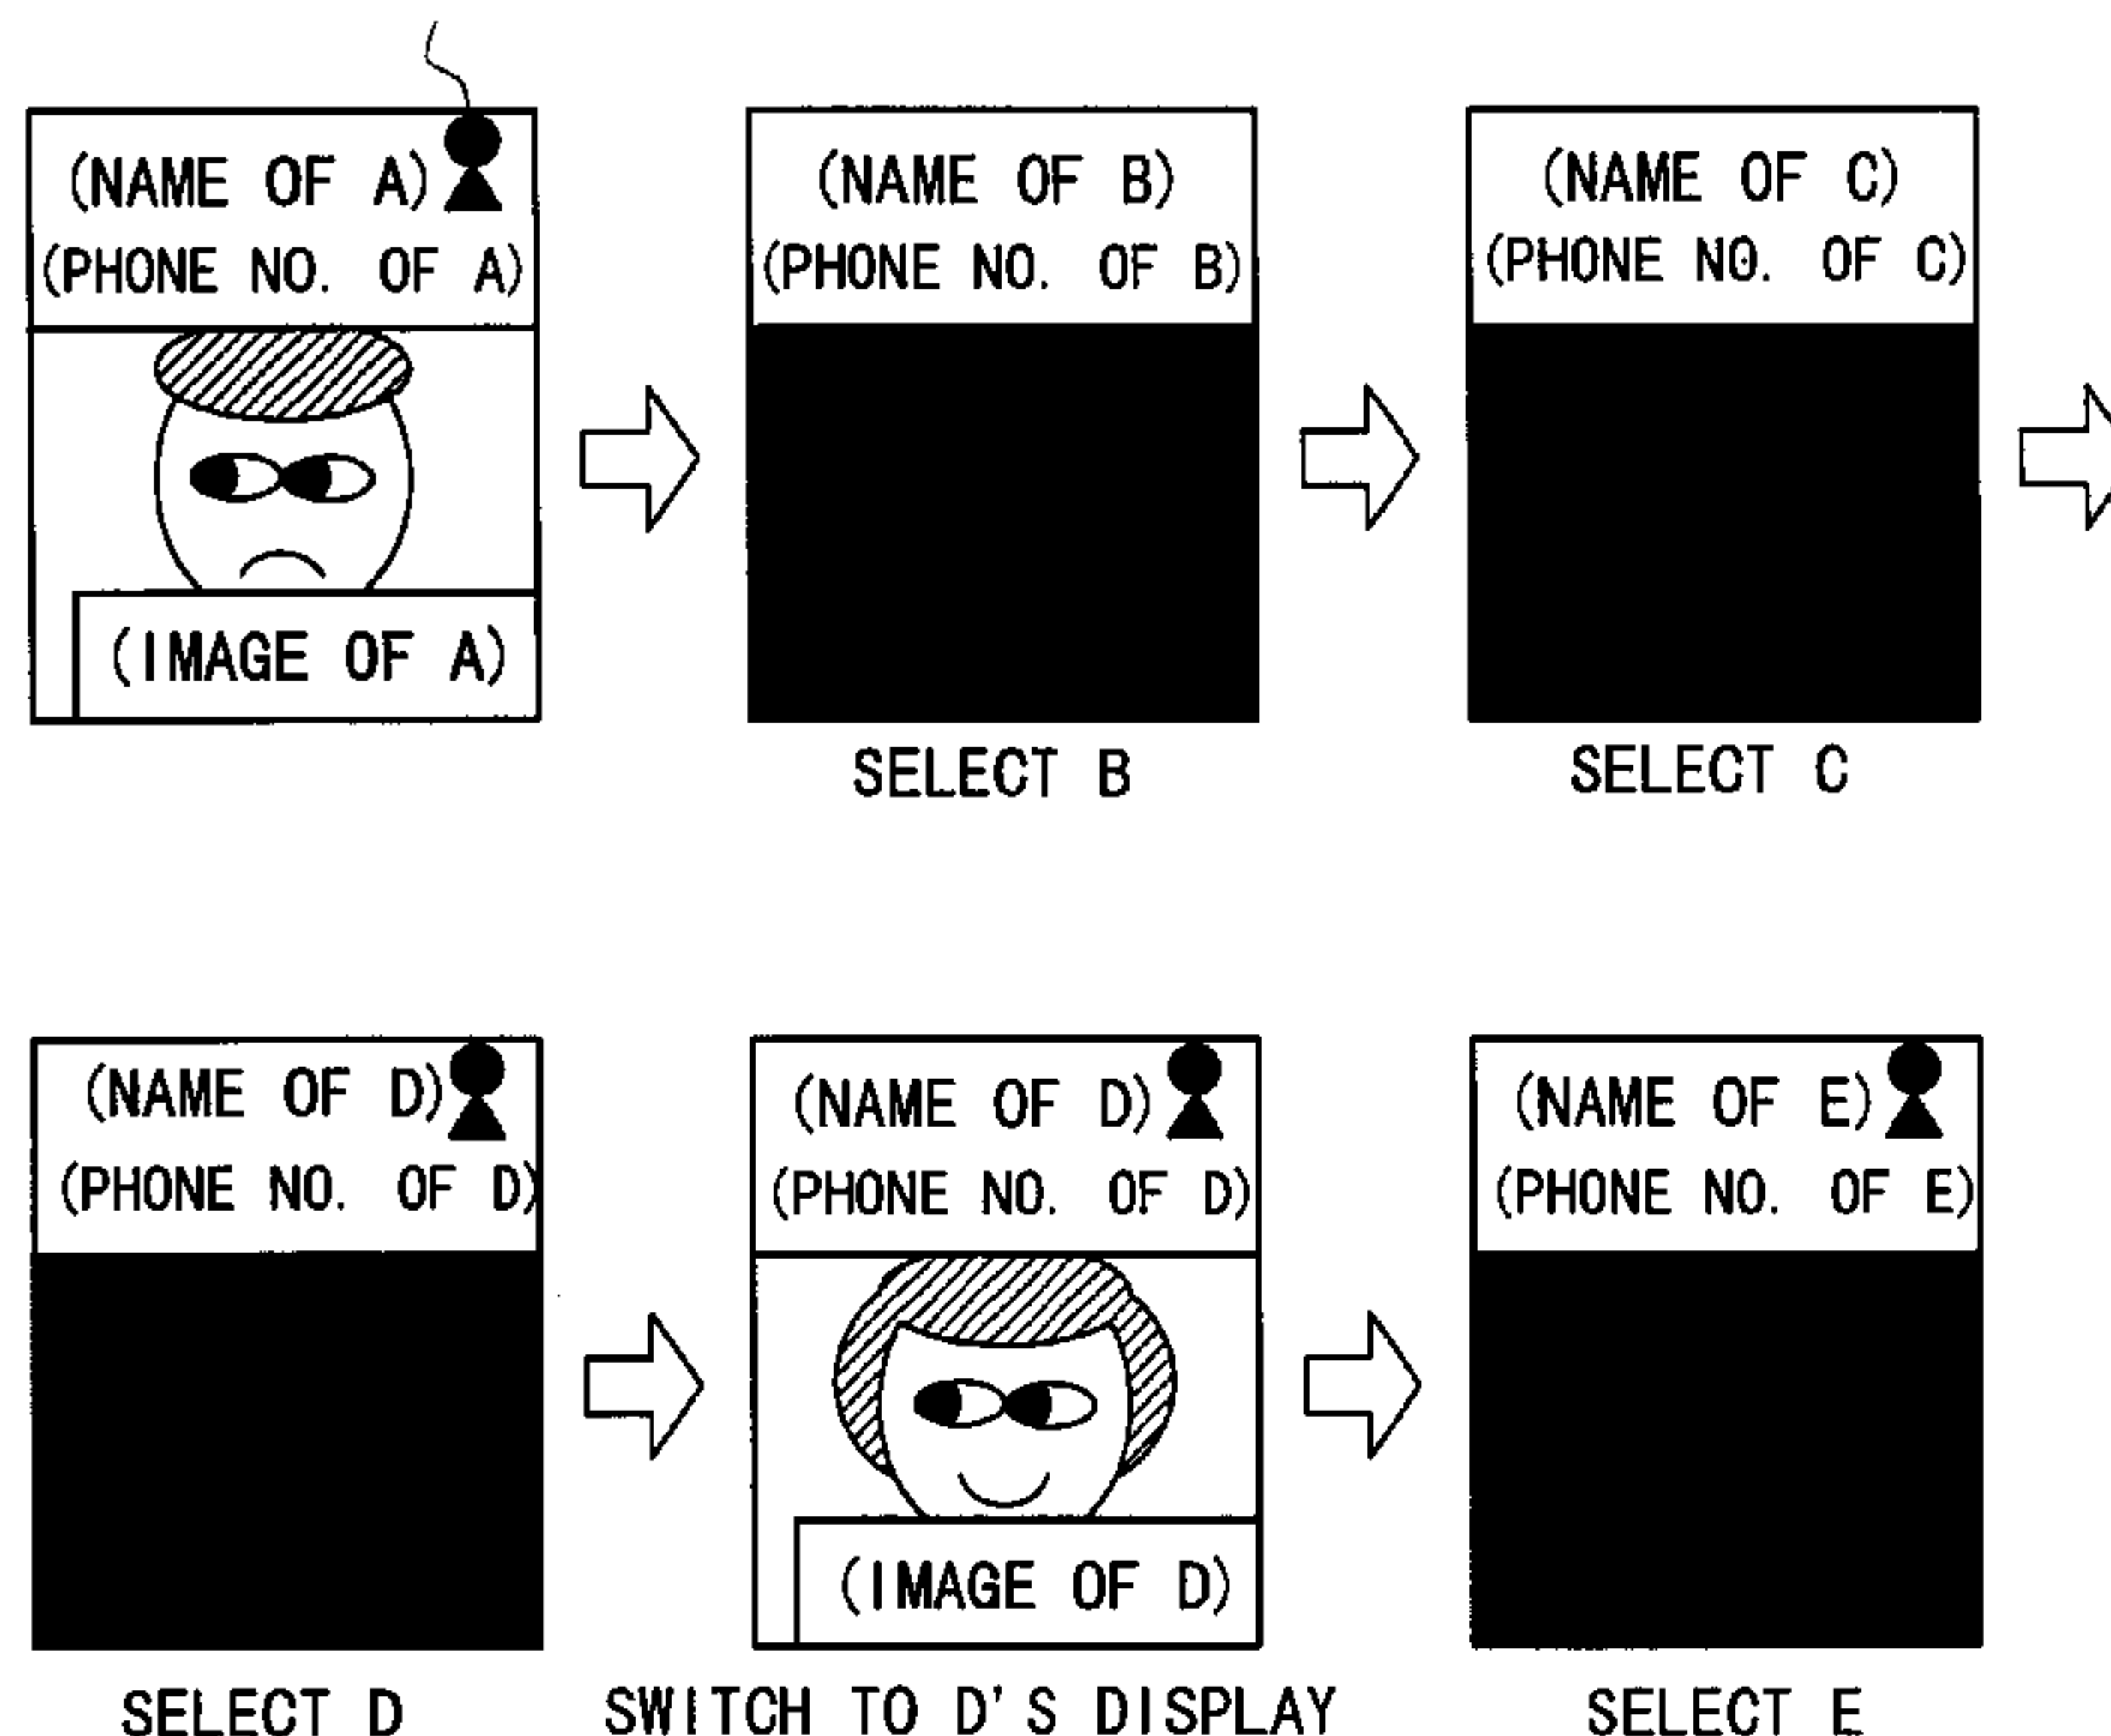 (NAME OF A)
(PHONE NO. OF A)
(IMAGE OF A)
(NAME OF B)
(PHONE NO. OF B)
SELECT B
(NAME OF C)
(PHONE NO. OF C)
SELECT C
(NAME OF D)
(PHONE NO. OF D)
SELECT D
(NAME OF D)
(PHONE NO. OF D)
(IMAGE OF D)
SWITCH TO D'S DISPLAY
(NAME OF E)
(PHONE NO. OF E)
SELECT E